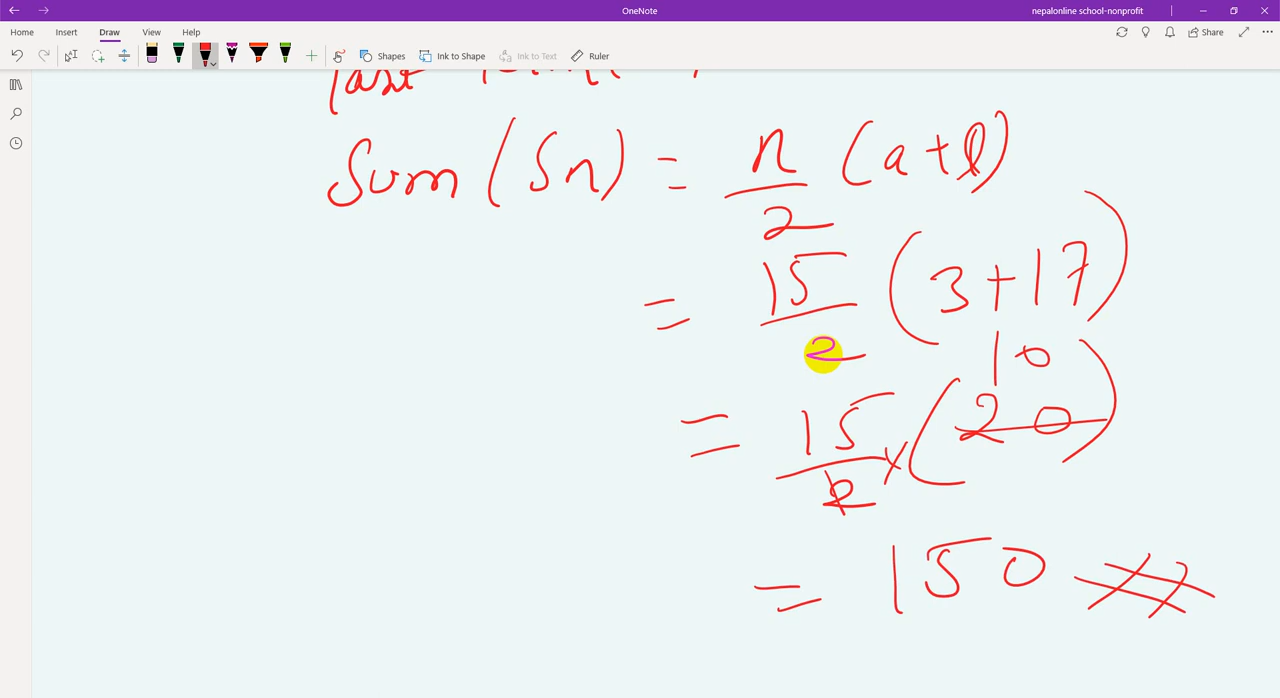 OneNote
nepalonline school-nonprofit
Home Insert Draw View Help
Share
Shapes Ink to Shape Ink to Text Ruler
last
Sum (Sn) = n/2 (a+l)
= 15/2 (3+17)
10
= 15/2 × (20)
= 150